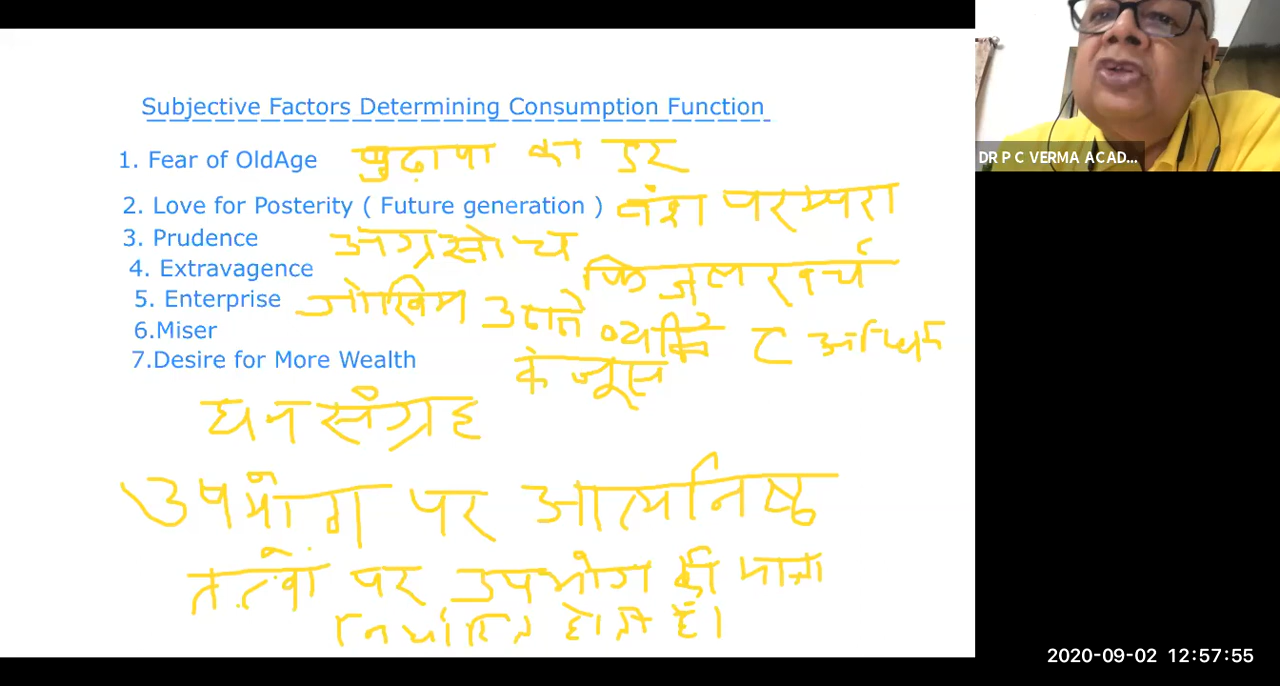 Subjective Factors Determining Consumption Function
1. Fear of OldAge बुढ़ापा का डर
2. Love for Posterity ( Future generation ) वंश परम्परा
3. Prudence अग्रसोच
4. Extravagence फिजूलखर्च
5. Enterprise जोखिम उठाने व्यक्ति
6.Miser कंजूस
7.Desire for More Wealth
धन संग्रह
उपभोग पर आत्मनिष्ठ
तत्वों पर उपभोग की मात्रा
निर्धारित होती है।
DR P C VERMA ACAD...
2020-09-02 12:57:55